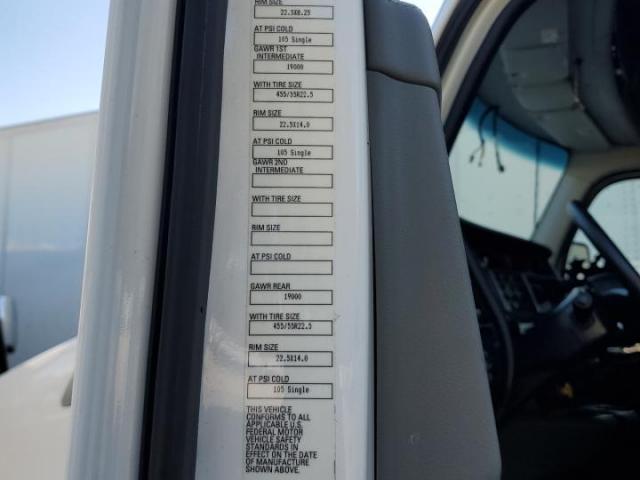 RIM SIZE
22.5X8.25
AT PSI COLD
105 Single
GAWR 1ST
INTERMEDIATE
19000
WITH TIRE SIZE
455/55R22.5
RIM SIZE
22.5X14.0
AT PSI COLD
105 Single
GAWR 2ND
INTERMEDIATE
WITH TIRE SIZE
RIM SIZE
AT PSI COLD
GAWR REAR
19000
WITH TIRE SIZE
455/55R22.5
RIM SIZE
22.5X14.0
AT PSI COLD
105 Single
THIS VEHICLE
CONFORMS TO ALL
APPLICABLE U.S.
FEDERAL MOTOR
VEHICLE SAFETY
STANDARDS IN
EFFECT ON THE DATE
OF MANUFACTURE
SHOWN ABOVE.